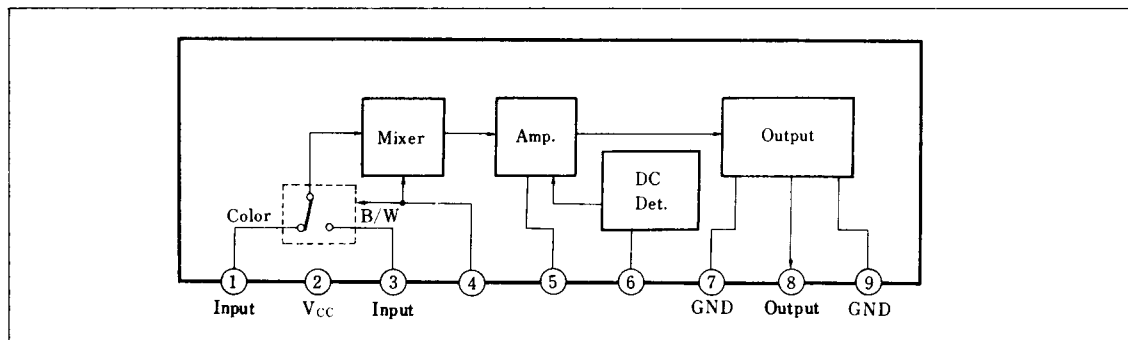 Mixer
Amp.
Output
DC
Det.
Color
B/W
1 2 3 4 5 6 7 8 9
Input VCC Input GND Output GND